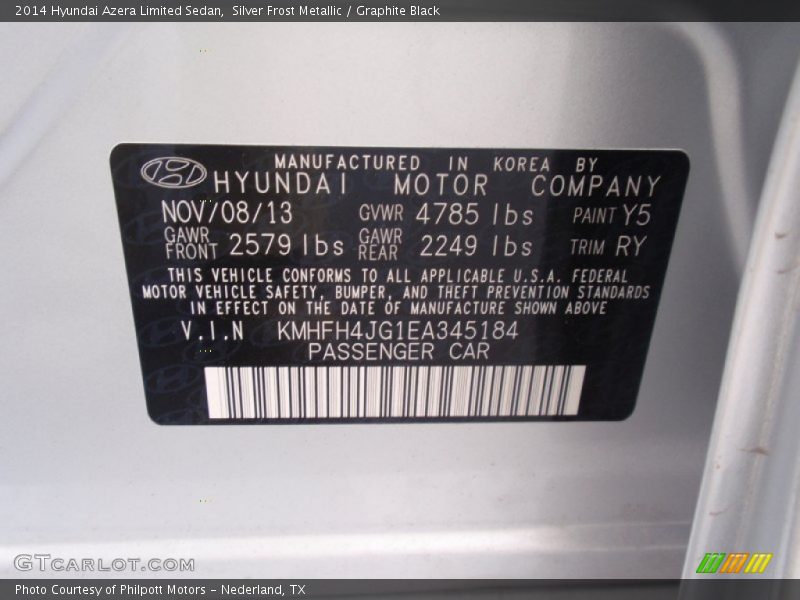 2014 Hyundai Azera Limited Sedan, Silver Frost Metallic / Graphite Black
MANUFACTURED IN KOREA BY
HYUNDAI MOTOR COMPANY
NOV/08/13 GVWR 4785 lbs PAINT Y5
GAWR FRONT 2579 lbs GAWR REAR 2249 lbs TRIM RY
THIS VEHICLE CONFORMS TO ALL APPLICABLE U.S.A. FEDERAL
MOTOR VEHICLE SAFETY, BUMPER, AND THEFT PREVENTION STANDARDS
IN EFFECT ON THE DATE OF MANUFACTURE SHOWN ABOVE
V.I.N KMHFH4JG1EA345184
PASSENGER CAR
GTCARLOT.COM
Photo Courtesy of Philpott Motors - Nederland, TX